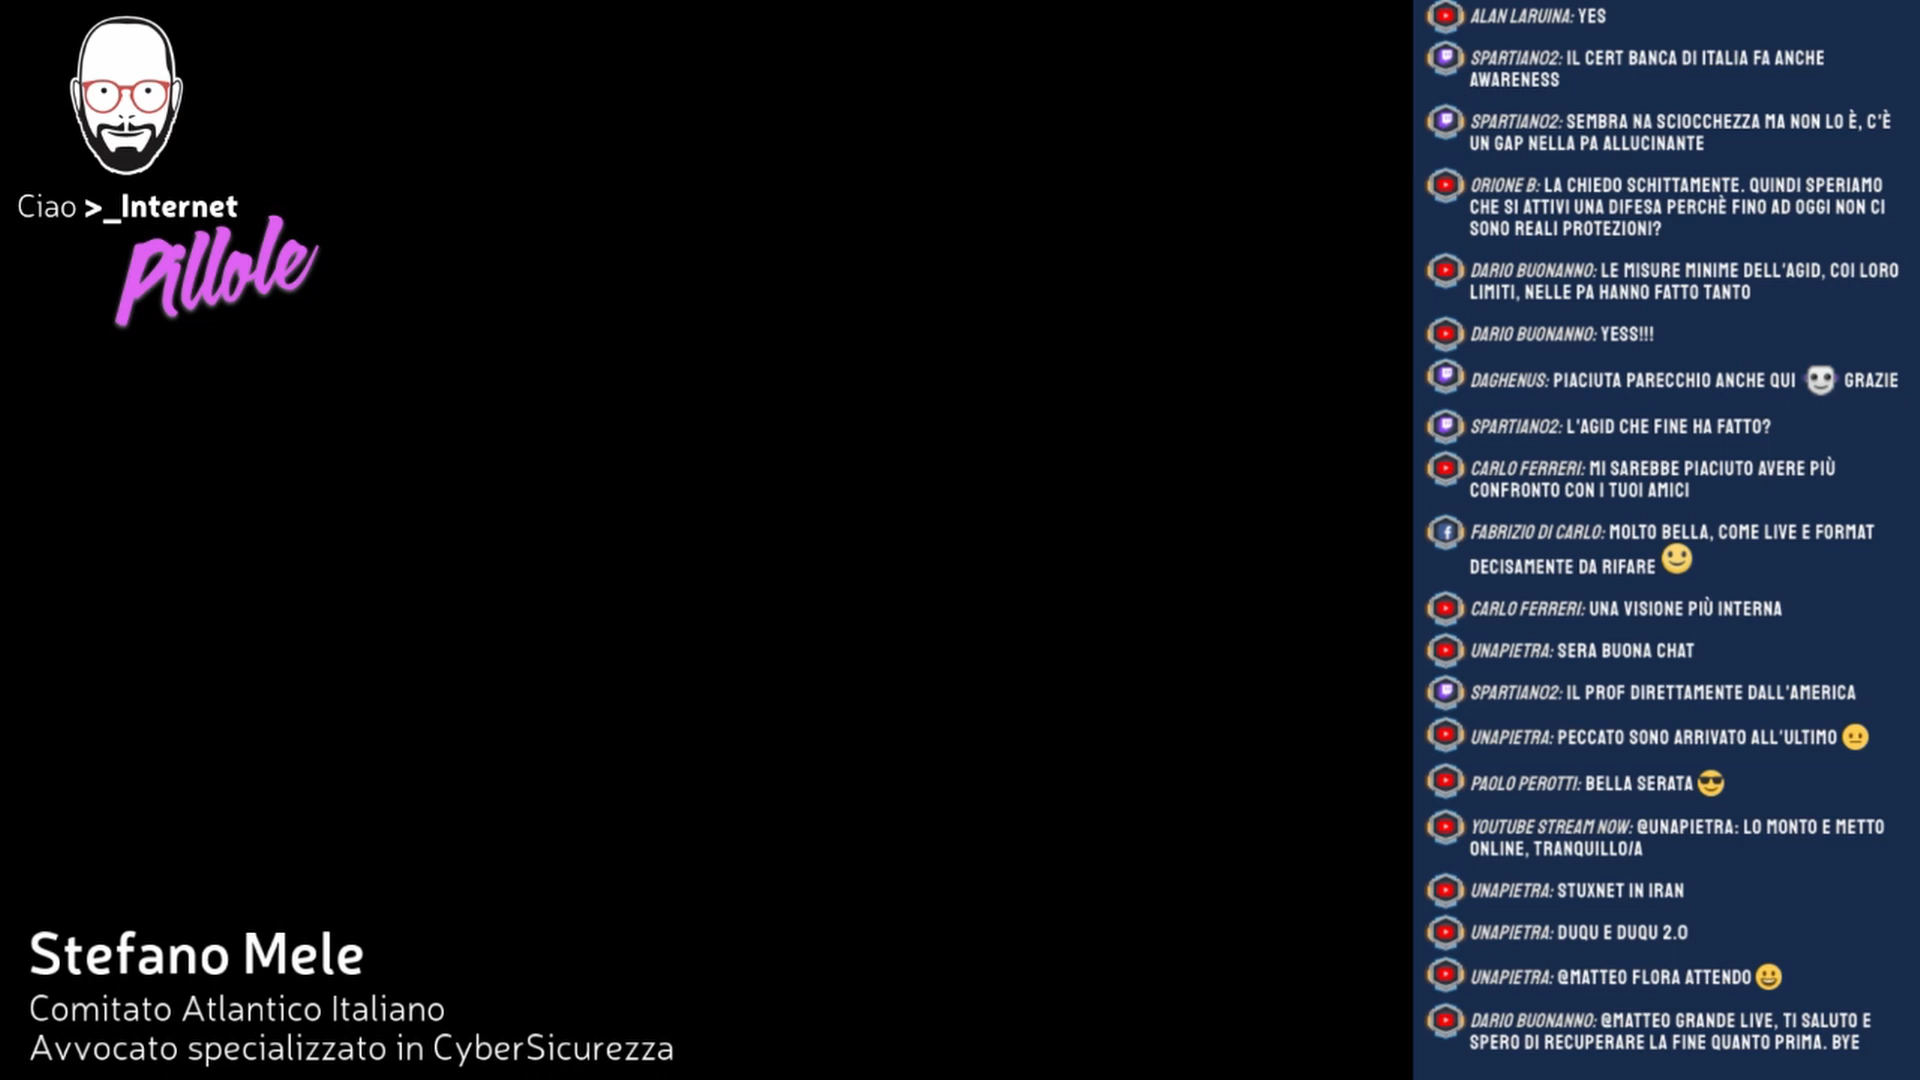 Ciao >_Internet
Pillole
Stefano Mele
Comitato Atlantico Italiano
Avvocato specializzato in CyberSicurezza
ALAN LARUINA: YES
SPARTIANO2: IL CERT BANCA DI ITALIA FA ANCHE
AWARENESS
SPARTIANO2: SEMBRA NA SCIOCCHEZZA MA NON LO È, C'È
UN GAP NELLA PA ALLUCINANTE
ORIONE B: LA CHIEDO SCHITTAMENTE. QUINDI SPERIAMO
CHE SI ATTIVI UNA DIFESA PERCHÈ FINO AD OGGI NON CI
SONO REALI PROTEZIONI?
DARIO BUONANNO: LE MISURE MINIME DELL'AGID, COI LORO
LIMITI, NELLE PA HANNO FATTO TANTO
DARIO BUONANNO: YESS!!!
DAGHENUS: PIACIUTA PARECCHIO ANCHE QUI GRAZIE
SPARTIANO2: L'AGID CHE FINE HA FATTO?
CARLO FERRERI: MI SAREBBE PIACIUTO AVERE PIÙ
CONFRONTO CON I TUOI AMICI
FABRIZIO DI CARLO: MOLTO BELLA, COME LIVE E FORMAT
DECISAMENTE DA RIFARE 🙂
CARLO FERRERI: UNA VISIONE PIÙ INTERNA
UNAPIETRA: SERA BUONA CHAT
SPARTIANO2: IL PROF DIRETTAMENTE DALL'AMERICA
UNAPIETRA: PECCATO SONO ARRIVATO ALL'ULTIMO 😐
PAOLO PEROTTI: BELLA SERATA 😎
YOUTUBE STREAM NOW: @UNAPIETRA: LO MONTO E METTO
ONLINE, TRANQUILLO/A
UNAPIETRA: STUXNET IN IRAN
UNAPIETRA: DUQU E DUQU 2.0
UNAPIETRA: @MATTEO FLORA ATTENDO 😀
DARIO BUONANNO: @MATTEO GRANDE LIVE, TI SALUTO E
SPERO DI RECUPERARE LA FINE QUANTO PRIMA. BYE